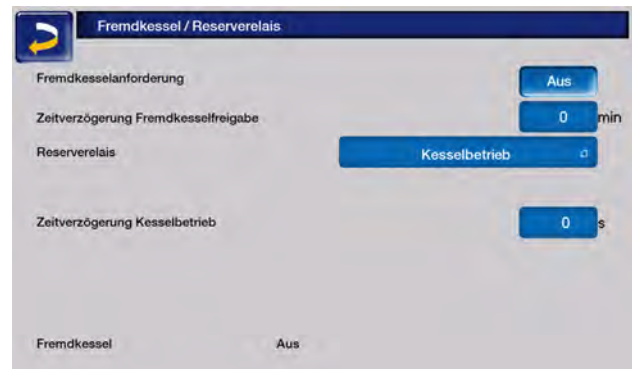 Fremdkessel / Reserverelais
Fremdkesselanforderung Aus
Zeitverzögerung Fremdkesselfreigabe 0 min
Reserverelais Kesselbetrieb
Zeitverzögerung Kesselbetrieb 0 s
Fremdkessel Aus